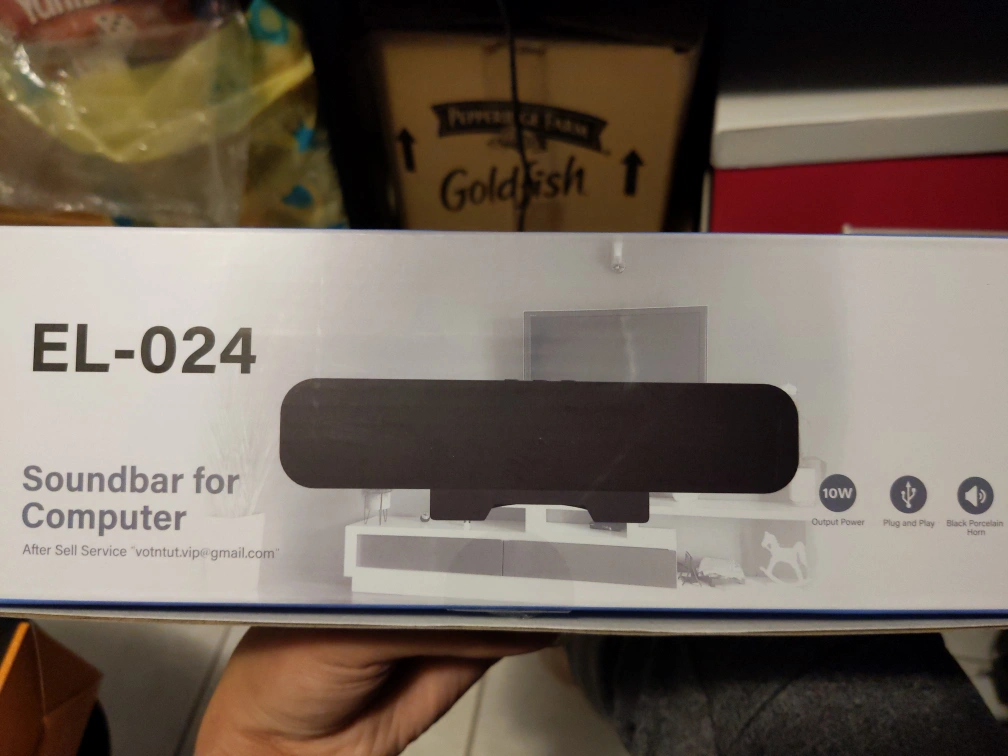 PEPPERIDGE FARM
Goldfish
EL-024
Soundbar for
Computer
After Sell Service "votntut.vip@gmail.com"
10W
Output Power
Plug and Play
Black Porcelain
Horn